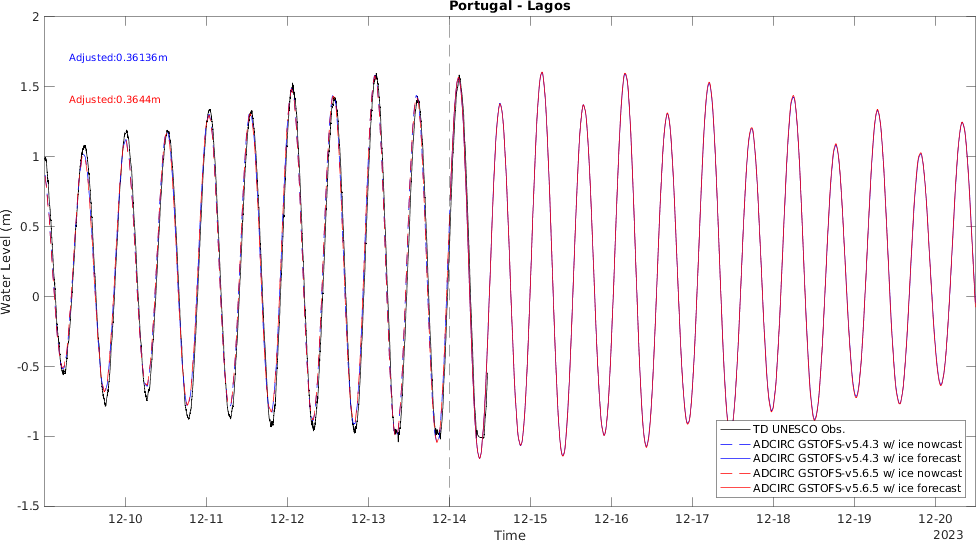 Portugal - Lagos
Water Level (m)
2
1.5
1
0.5
0
-0.5
-1
-1.5
Adjusted:0.36136m
Adjusted:0.3644m
TD UNESCO Obs.
ADCIRC GSTOFS-v5.4.3 w/ ice nowcast
ADCIRC GSTOFS-v5.4.3 w/ ice forecast
ADCIRC GSTOFS-v5.6.5 w/ ice nowcast
ADCIRC GSTOFS-v5.6.5 w/ ice forecast
12-10 12-11 12-12 12-13 12-14 12-15 12-16 12-17 12-18 12-19 12-20
Time
2023